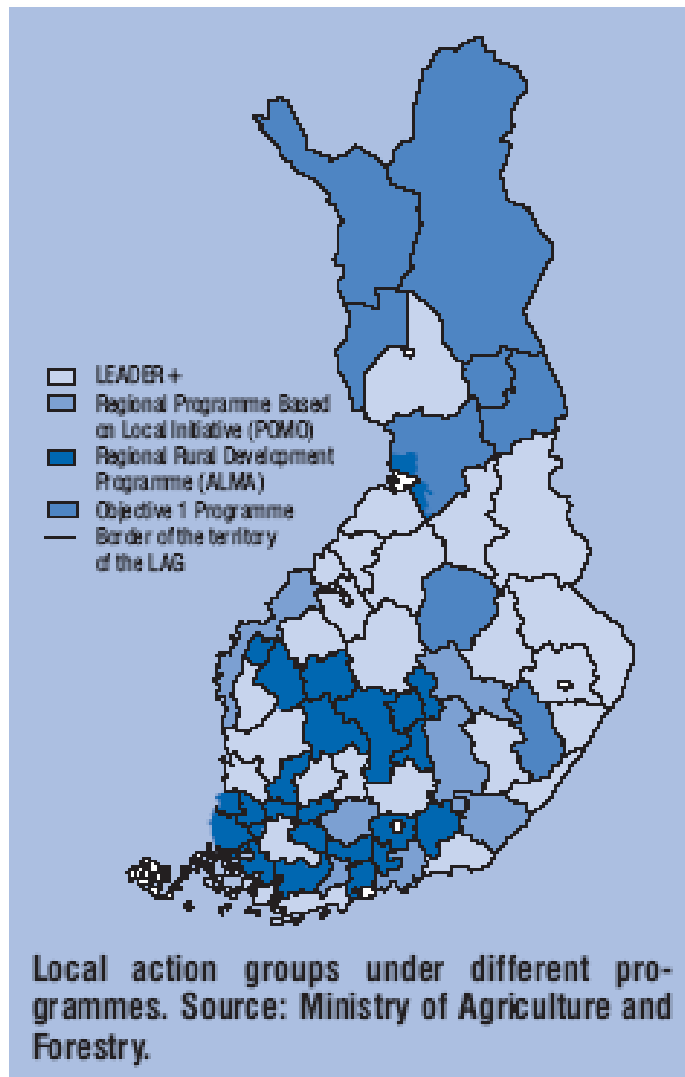 LEADER +
Regional Programme Based
on Local Initiative (POMO)
Regional Rural Development
Programme (ALMA)
Objective 1 Programme
Border of the territory
of the LAG
Local action groups under different pro-
grammes. Source: Ministry of Agriculture and
Forestry.